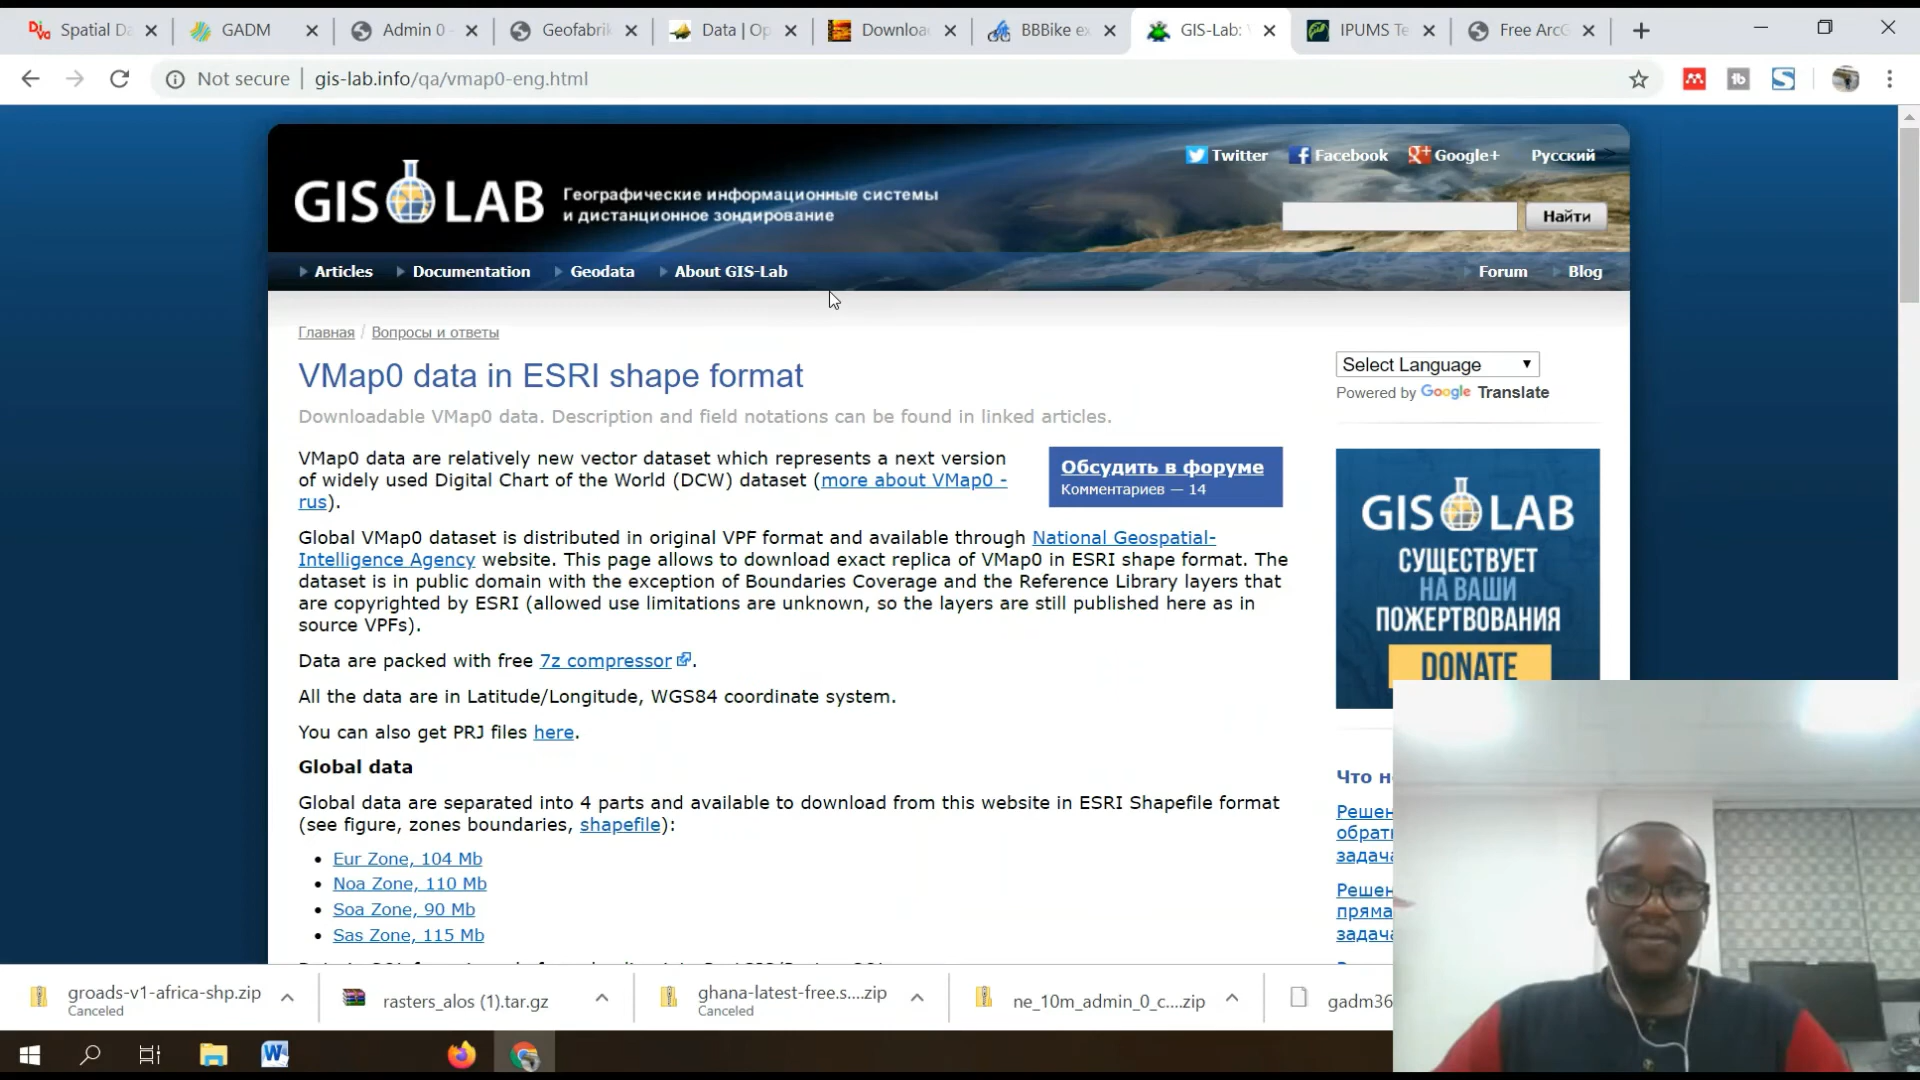 Spatial Da
GADM
Admin 0 -
Geofabrik
Data | Op
Download
BBBike ex
GIS-Lab:
IPUMS Te
Free ArcG
Not secure | gis-lab.info/qa/vmap0-eng.html
GIS LAB
Географические информационные системы
и дистанционное зондирование
Twitter Facebook Google+ Русский
Найти
Articles Documentation Geodata About GIS-Lab Forum Blog
Главная / Вопросы и ответы
VMap0 data in ESRI shape format
Downloadable VMap0 data. Description and field notations can be found in linked articles.
VMap0 data are relatively new vector dataset which represents a next version
of widely used Digital Chart of the World (DCW) dataset (more about VMap0 -
rus).
Обсудить в форуме
Комментариев — 14
Global VMap0 dataset is distributed in original VPF format and available through National Geospatial-
Intelligence Agency website. This page allows to download exact replica of VMap0 in ESRI shape format. The
dataset is in public domain with the exception of Boundaries Coverage and the Reference Library layers that
are copyrighted by ESRI (allowed use limitations are unknown, so the layers are still published here as in
source VPFs).
Data are packed with free 7z compressor.
All the data are in Latitude/Longitude, WGS84 coordinate system.
You can also get PRJ files here.
Global data
Global data are separated into 4 parts and available to download from this website in ESRI Shapefile format
(see figure, zones boundaries, shapefile):
• Eur Zone, 104 Mb
• Noa Zone, 110 Mb
• Soa Zone, 90 Mb
• Sas Zone, 115 Mb
Select Language
Powered by Google Translate
GIS LAB
СУЩЕСТВУЕТ
НА ВАШИ
ПОЖЕРТВОВАНИЯ
DONATE
Что н
Решен
обрат
задача
Решен
пряма
задача
groads-v1-africa-shp.zip
Canceled
rasters_alos (1).tar.gz
ghana-latest-free.s....zip
Canceled
ne_10m_admin_0_c....zip
gadm36